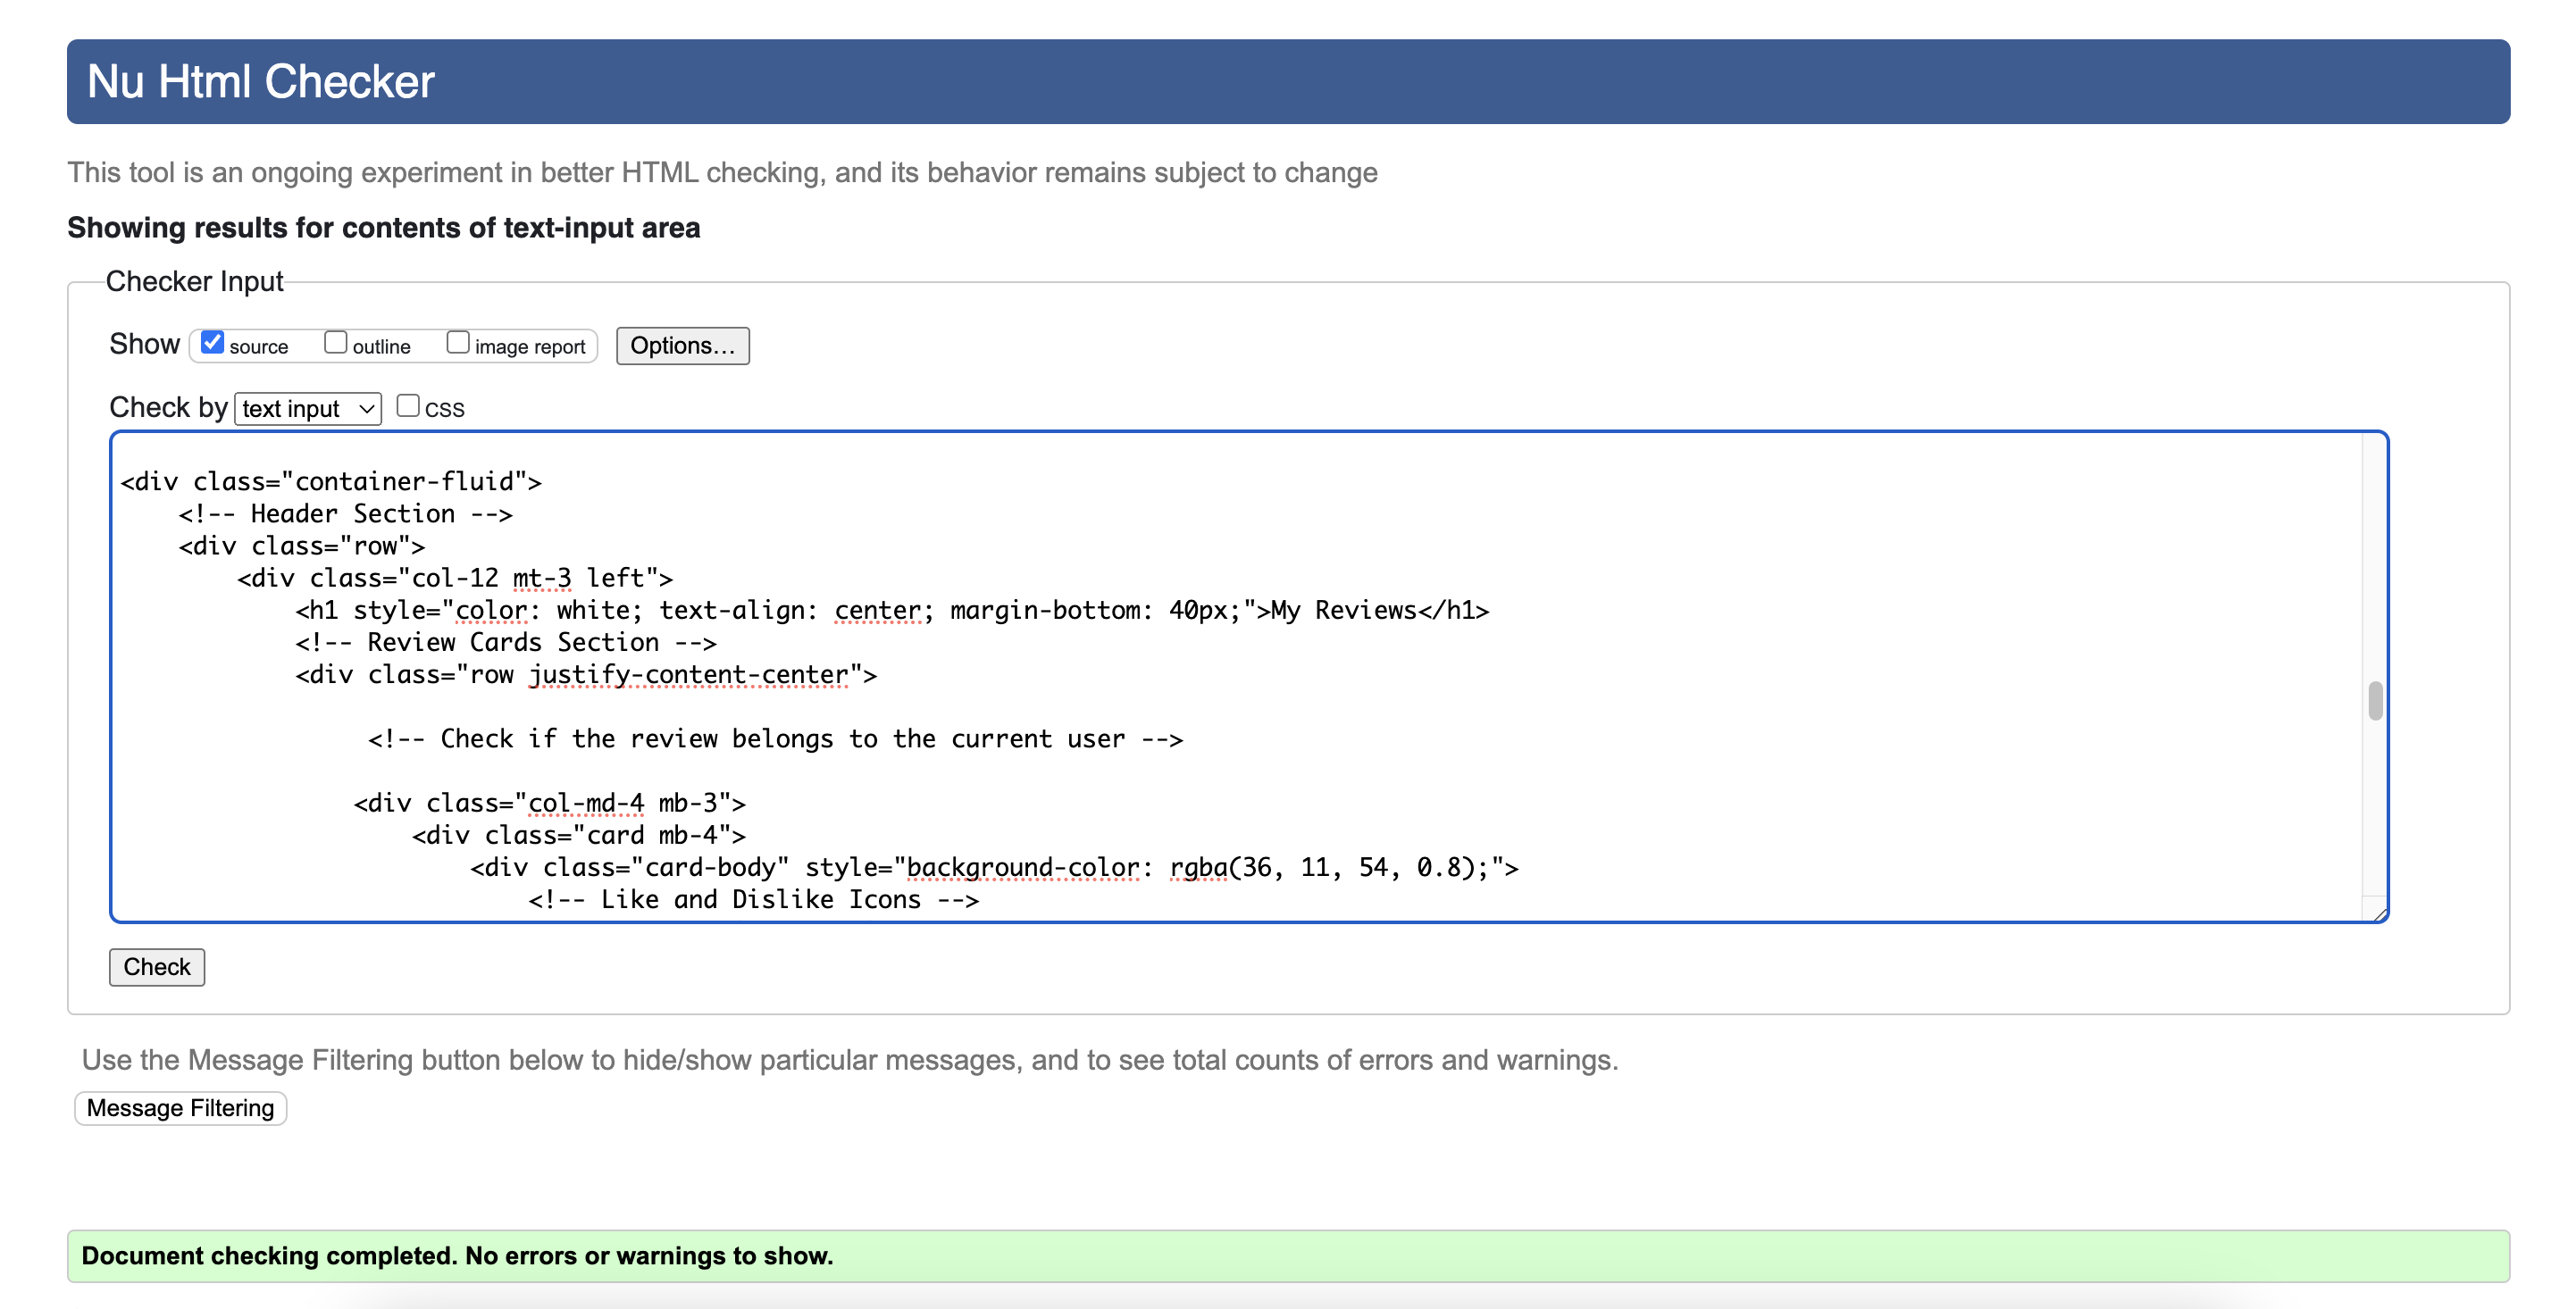 Nu Html Checker
This tool is an ongoing experiment in better HTML checking, and its behavior remains subject to change
Showing results for contents of text-input area
Checker Input
Show source outline image report Options...
Check by text input CSS
<div class="container-fluid">
    <!-- Header Section -->
    <div class="row">
        <div class="col-12 mt-3 left">
            <h1 style="color: white; text-align: center; margin-bottom: 40px;">My Reviews</h1>
            <!-- Review Cards Section -->
            <div class="row justify-content-center">
                 <!-- Check if the review belongs to the current user -->
                <div class="col-md-4 mb-3">
                    <div class="card mb-4">
                        <div class="card-body" style="background-color: rgba(36, 11, 54, 0.8);">
                            <!-- Like and Dislike Icons -->
Check
Use the Message Filtering button below to hide/show particular messages, and to see total counts of errors and warnings.
Message Filtering
Document checking completed. No errors or warnings to show.